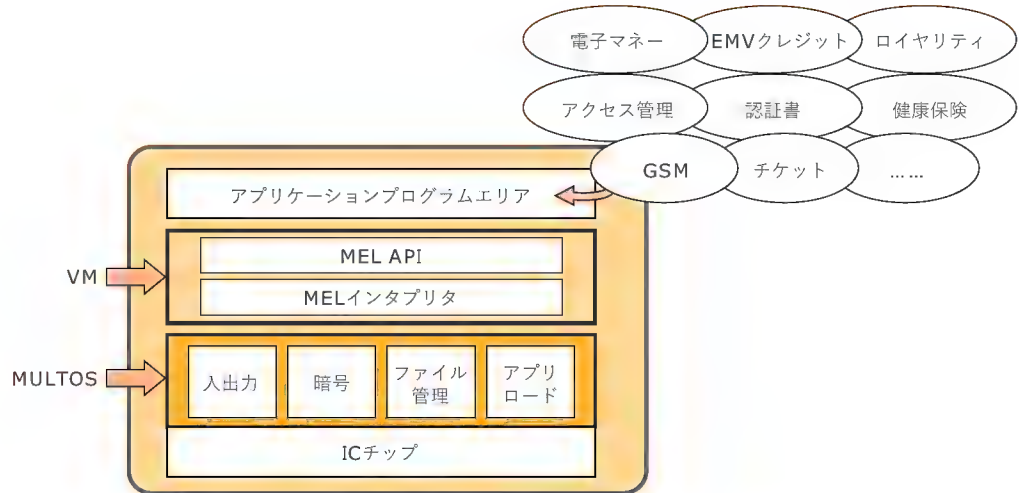 電子マネー
EMVクレジット
ロイヤリティ
アクセス管理
認証書
健康保険
GSM
チケット
……
アプリケーションプログラムエリア
VM
MEL API
MELインタプリタ
MULTOS
入出力
暗号
ファイル
管理
アプリ
ロード
ICチップ